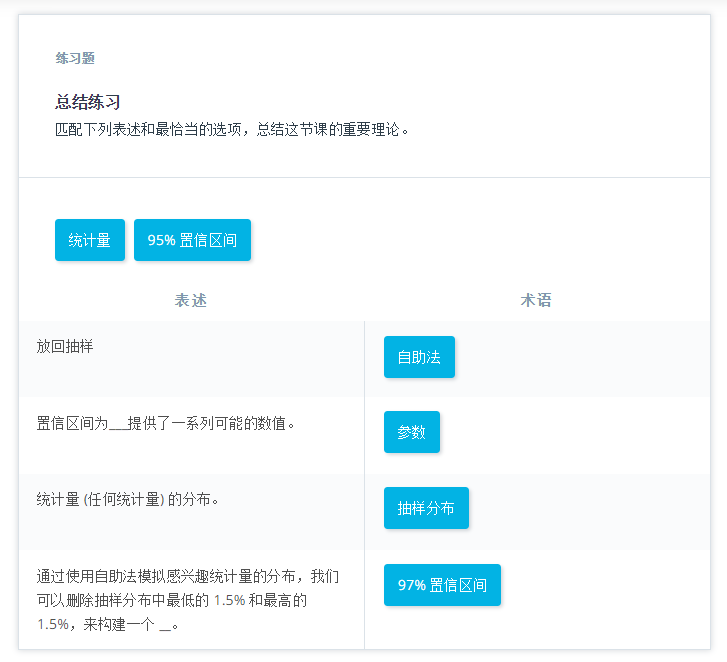 练习题
总结练习
匹配下列表述和最恰当的选项，总结这节课的重要理论。
统计量 95% 置信区间
表述 术语
放回抽样 自助法
置信区间为___提供了一系列可能的数值。 参数
统计量 (任何统计量) 的分布。 抽样分布
通过使用自助法模拟感兴趣统计量的分布，我们
可以删除抽样分布中最低的 1.5% 和最高的
1.5%，来构建一个 __。
97% 置信区间